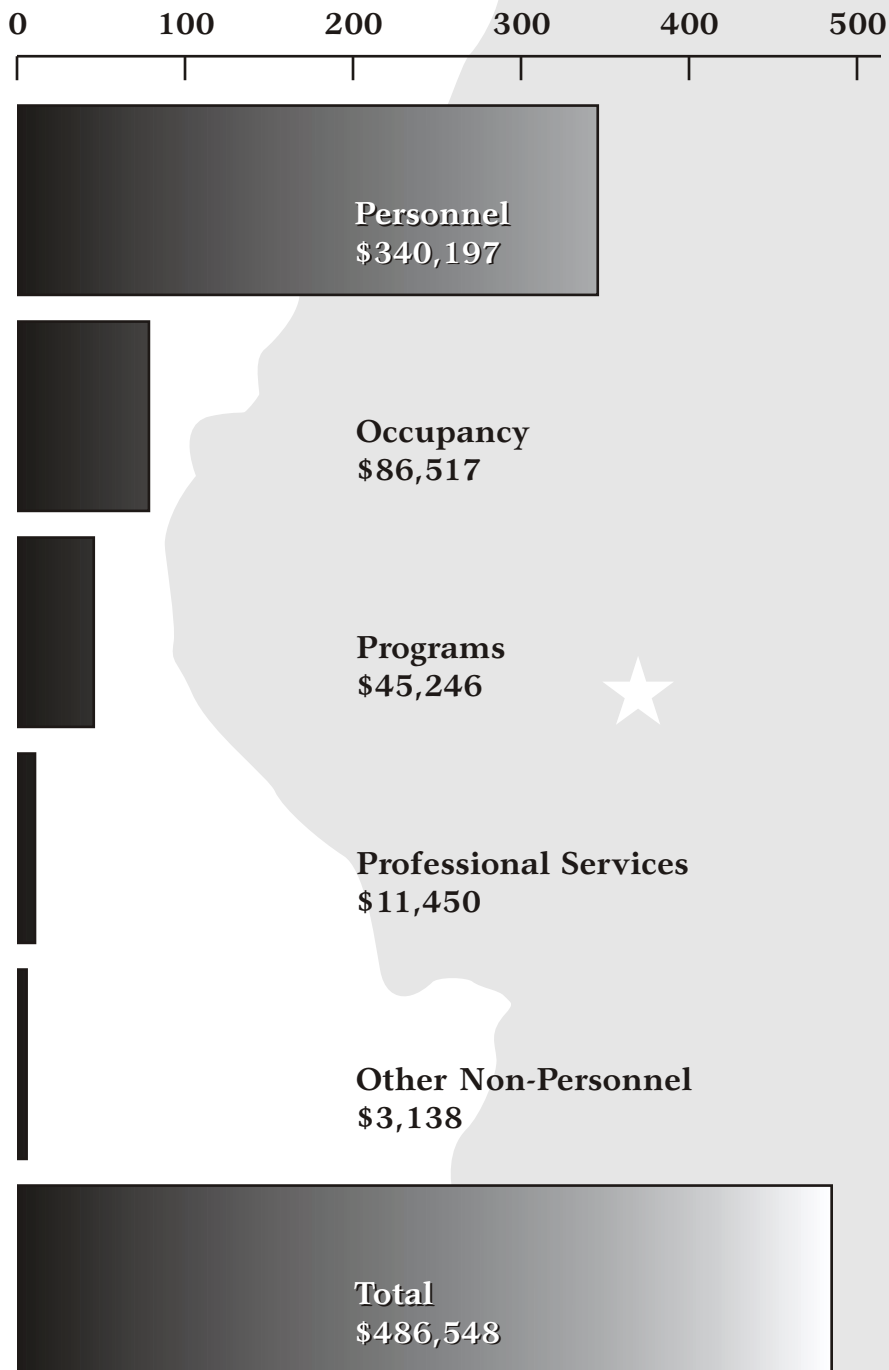 0 100 200 300 400 500
Personnel
$340,197
Occupancy
$86,517
Programs
$45,246
Professional Services
$11,450
Other Non-Personnel
$3,138
Total
$486,548